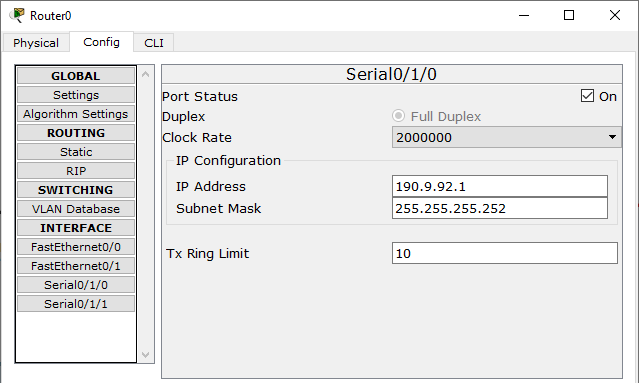 Router0
Physical Config CLI
GLOBAL
Settings
Algorithm Settings
ROUTING
Static
RIP
SWITCHING
VLAN Database
INTERFACE
FastEthernet0/0
FastEthernet0/1
Serial0/1/0
Serial0/1/1
Serial0/1/0
Port Status On
Duplex Full Duplex
Clock Rate 2000000
IP Configuration
IP Address 190.9.92.1
Subnet Mask 255.255.255.252
Tx Ring Limit 10